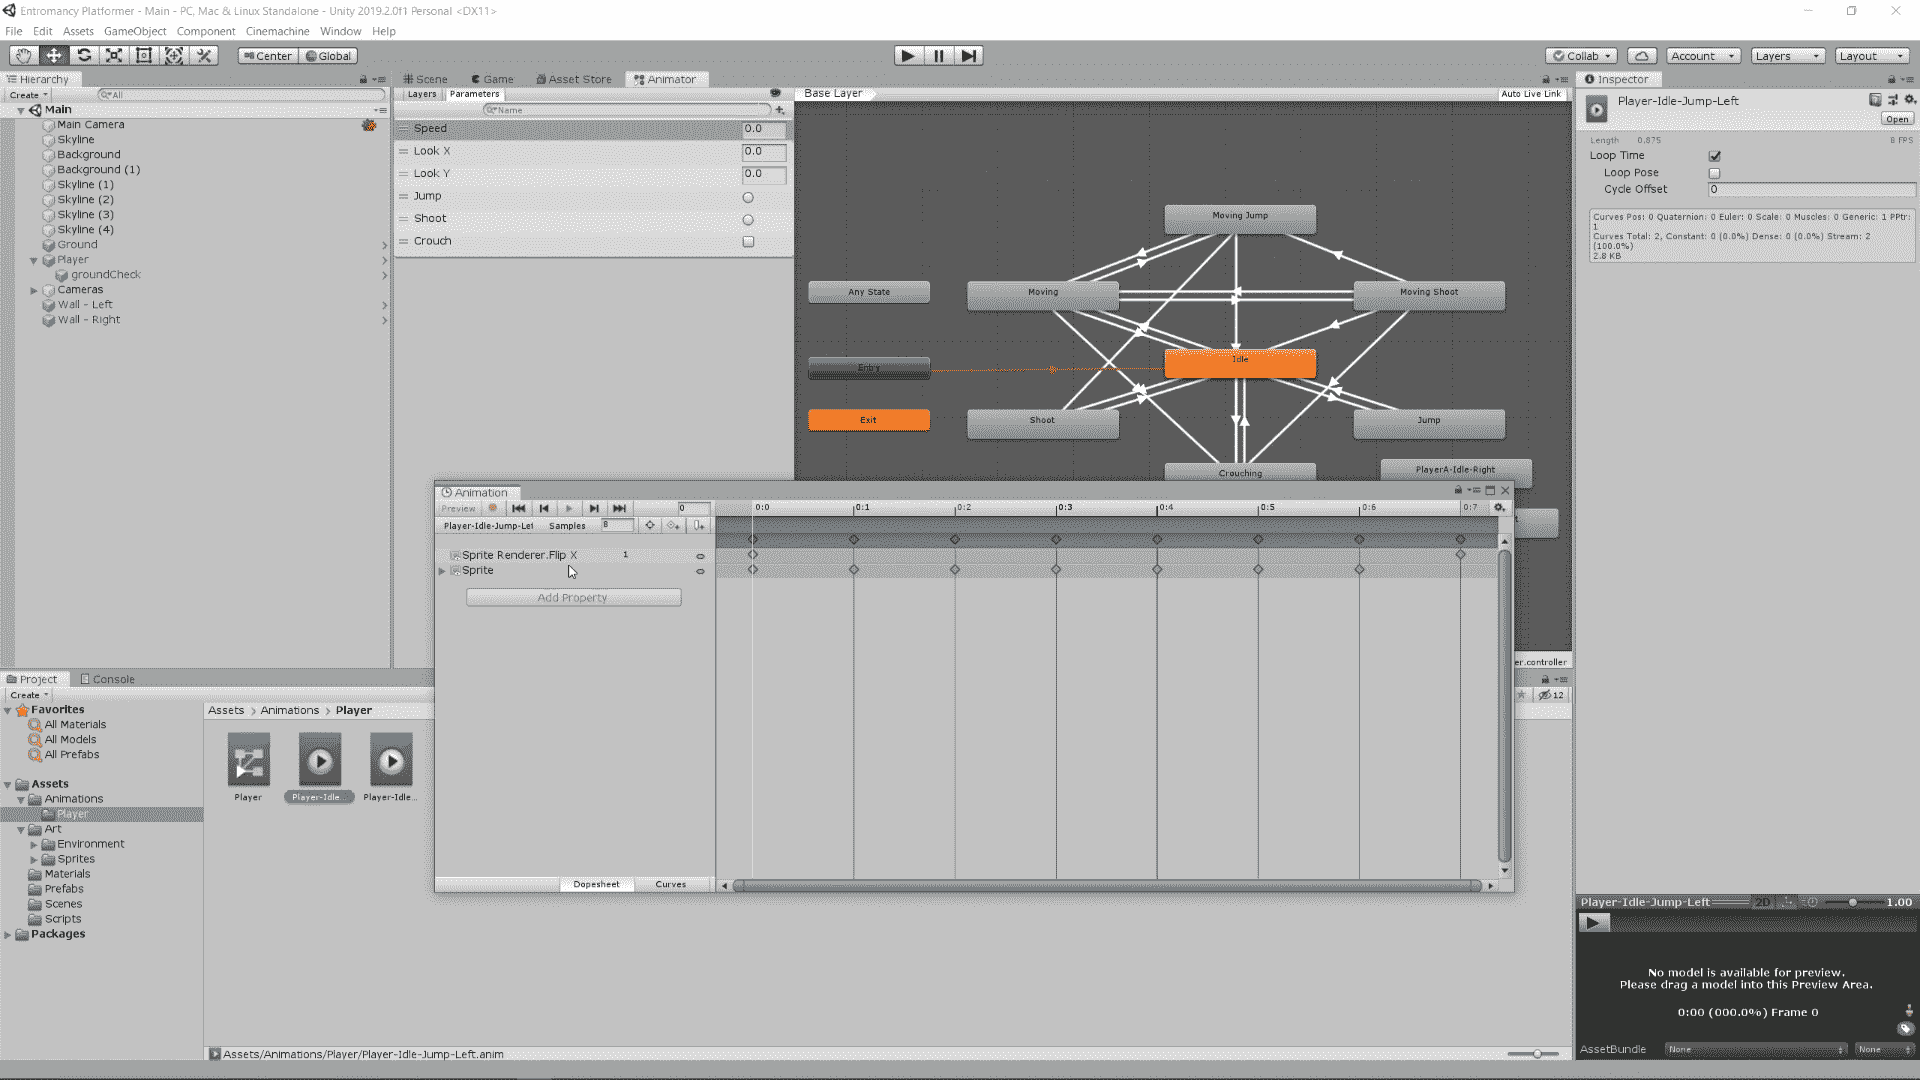 Entromancy Platformer - Main - PC, Mac & Linux Standalone - Unity 2019.2.0f1 Personal <DX11>
File Edit Assets GameObject Component Cinemachine Window Help
Center Global
Collab Account Layers Layout
Hierarchy
Create All
Main
Main Camera
Skyline
Background
Background (1)
Skyline (1)
Skyline (2)
Skyline (3)
Skyline (4)
Ground
Player
groundCheck
Cameras
Wall - Left
Wall - Right
Scene Game Asset Store Animator
Layers Parameters
Name
Speed 0.0
Look X 0.0
Look Y 0.0
Jump
Shoot
Crouch
Base Layer Auto Live Link
Moving Jump
Any State Moving Moving Shoot
Entry Idle
Exit Shoot Jump
Crouching PlayerA-Idle-Right
er.controller
Animation
Preview 0 0:0 0:1 0:2 0:3 0:4 0:5 0:6 0:7
Player-Idle-Jump-Let Samples 8
Sprite Renderer.Flip X 1
Sprite
Add Property
Dopesheet Curves
Inspector
Player-Idle-Jump-Left
Open
Length 0.875 8 FPS
Loop Time
Loop Pose
Cycle Offset 0
Curves Pos: 0 Quaternion: 0 Euler: 0 Scale: 0 Muscles: 0 Generic: 1 PPtr:
1
Curves Total: 2, Constant: 0 (0.0%) Dense: 0 (0.0%) Stream: 2
(100.0%)
2.8 KB
Project Console
Create 12
Favorites
All Materials
All Models
All Prefabs
Assets
Animations
Player
Art
Environment
Sprites
Materials
Prefabs
Scenes
Scripts
Packages
Assets > Animations > Player
Player Player-Idle... Player-Idle...
Assets/Animations/Player/Player-Idle-Jump-Left.anim
Player-Idle-Jump-Left 2D 1.00
No model is available for preview.
Please drag a model into this Preview Area.
0:00 (000.0%) Frame 0
AssetBundle None None